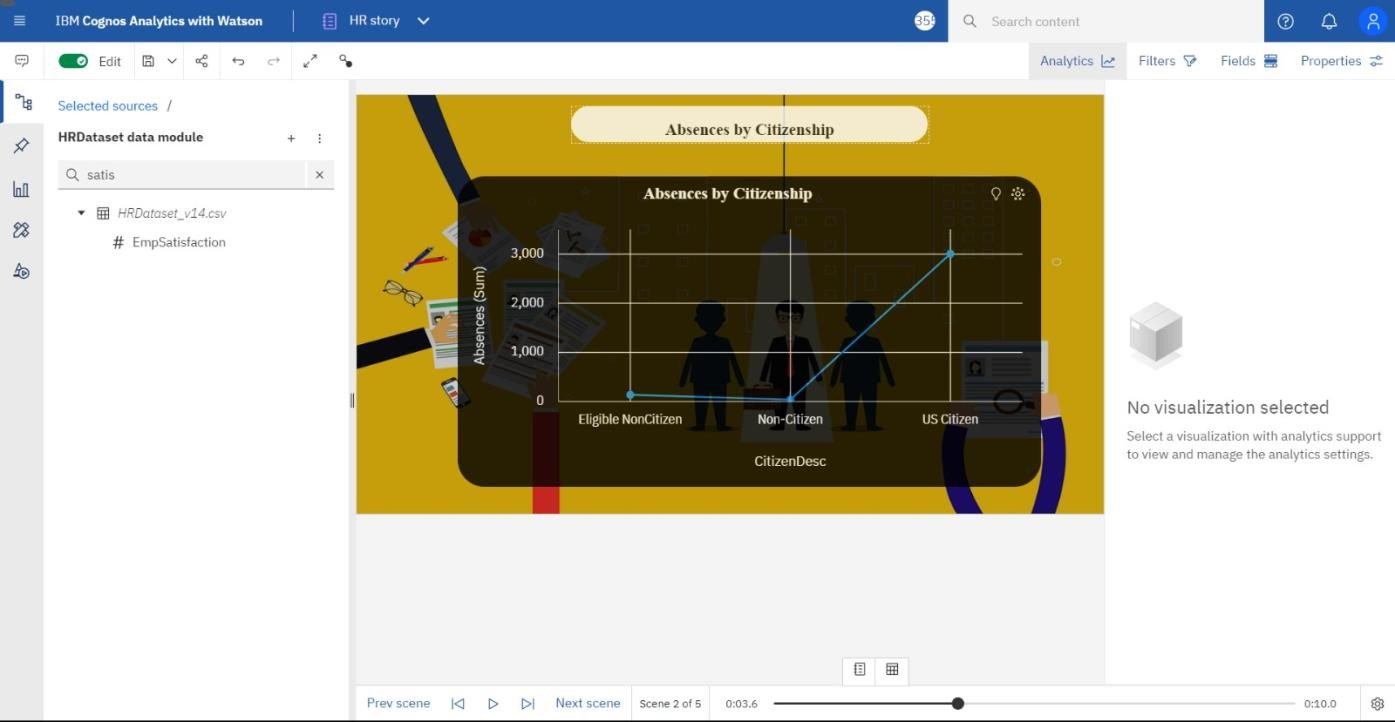 IBM Cognos Analytics with Watson
HR story
355
Search content
Edit
Analytics
Filters
Fields
Properties
Selected sources /
HRDataset data module
satis
HRDataset_v14.csv
# EmpSatisfaction
Absences by Citizenship
Absences by Citizenship
Absences (Sum)
3,000
2,000
1,000
0
Eligible NonCitizen
Non-Citizen
US Citizen
CitizenDesc
No visualization selected
Select a visualization with analytics support
to view and manage the analytics settings.
Prev scene
Next scene
Scene 2 of 5
0:03.6
0:10.0